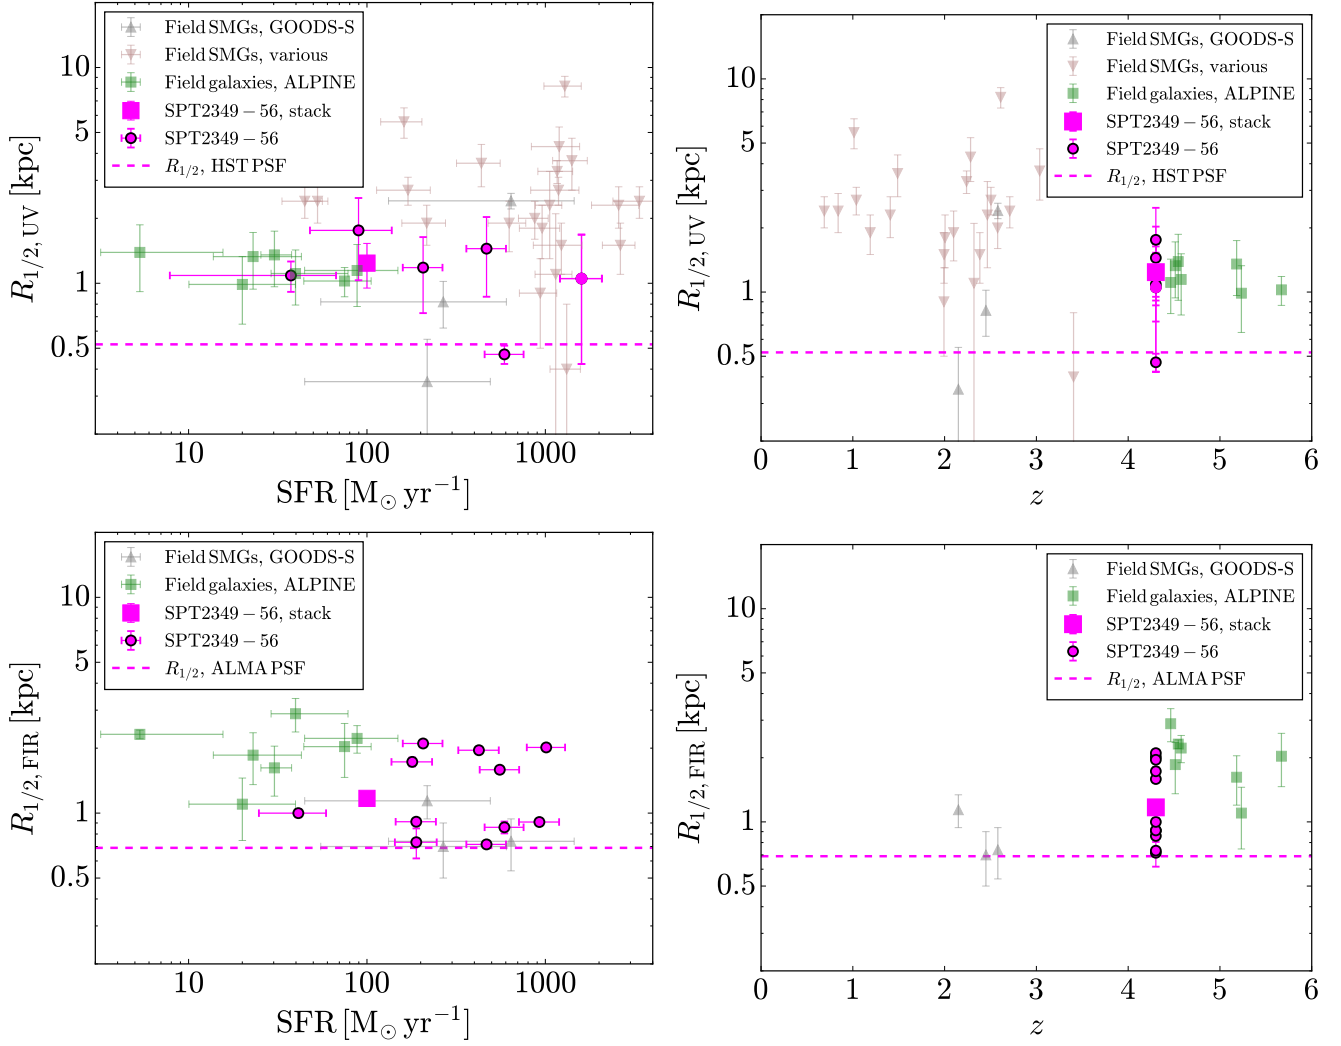 Field SMGs, GOODS-S
Field SMGs, various
Field galaxies, ALPINE
SPT2349 − 56, stack
SPT2349 − 56
R1/2, HST PSF
10
5
1
0.5
R1/2, UV [kpc]
10
100
1000
SFR [M⊙ yr−1]
Field SMGs, GOODS-S
Field SMGs, various
Field galaxies, ALPINE
SPT2349 − 56, stack
SPT2349 − 56
R1/2, HST PSF
10
5
1
0.5
R1/2, UV [kpc]
0
1
2
3
4
5
6
z
Field SMGs, GOODS-S
Field galaxies, ALPINE
SPT2349 − 56, stack
SPT2349 − 56
R1/2, ALMA PSF
10
5
1
0.5
R1/2, FIR [kpc]
10
100
1000
SFR [M⊙ yr−1]
Field SMGs, GOODS-S
Field galaxies, ALPINE
SPT2349 − 56, stack
SPT2349 − 56
R1/2, ALMA PSF
10
5
1
0.5
R1/2, FIR [kpc]
0
1
2
3
4
5
6
z